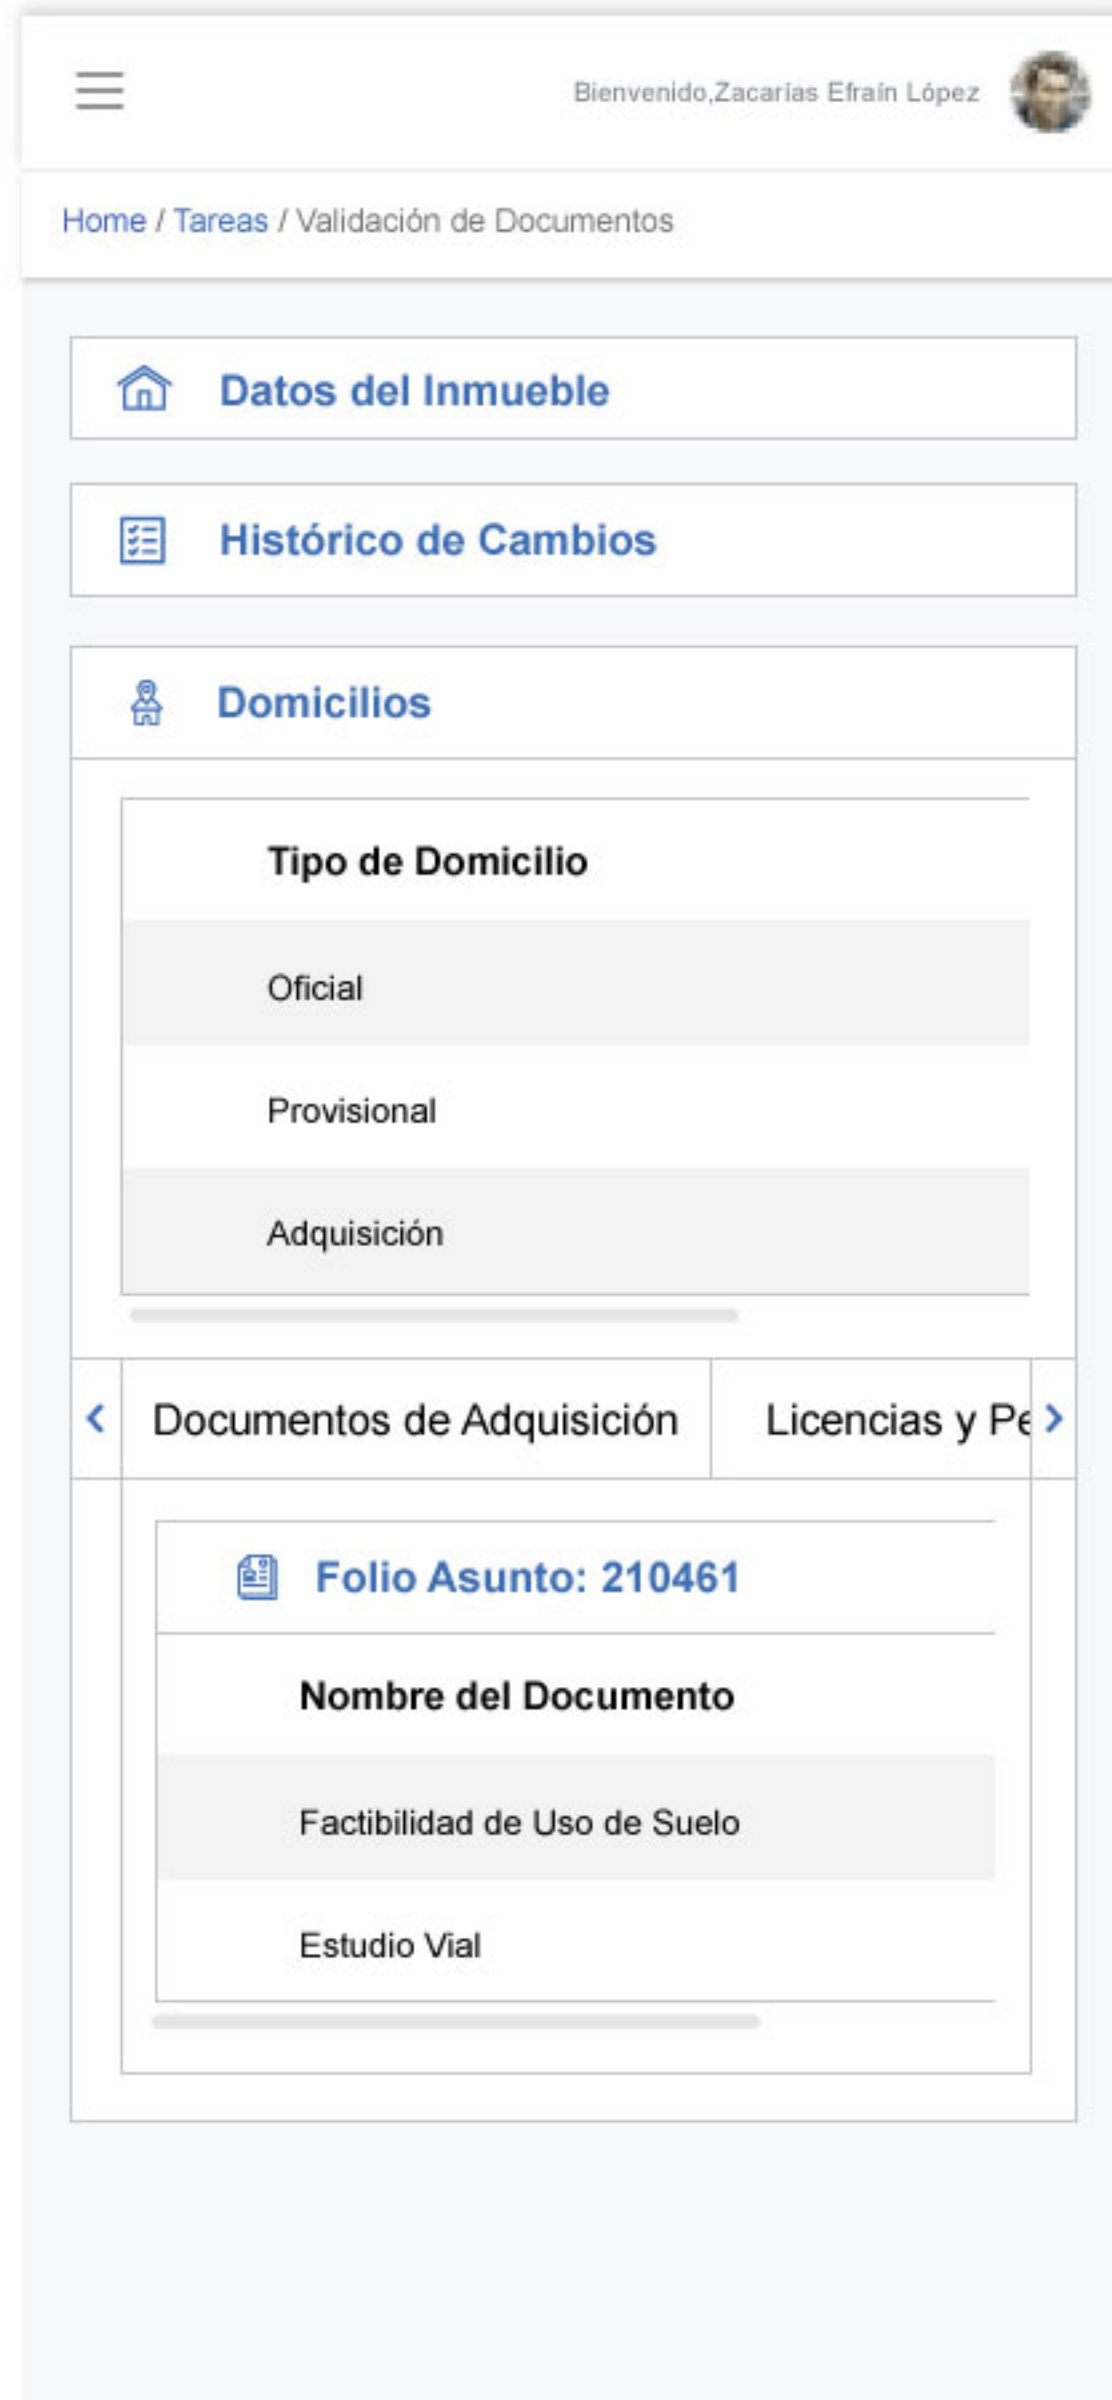 Bienvenido,Zacarías Efraín López
Home / Tareas / Validación de Documentos
Datos del Inmueble
Histórico de Cambios
Domicilios
Tipo de Domicilio
Oficial
Provisional
Adquisición
Documentos de Adquisición
Licencias y Pe
Folio Asunto: 210461
Nombre del Documento
Factibilidad de Uso de Suelo
Estudio Vial